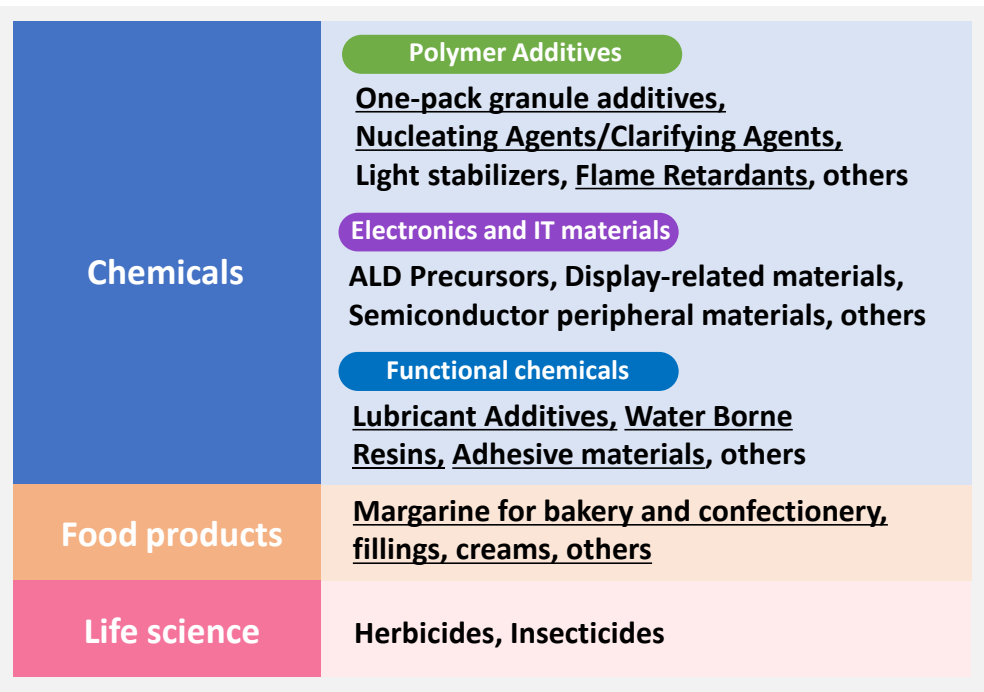 Chemicals
Polymer Additives
One-pack granule additives,
Nucleating Agents/Clarifying Agents,
Light stabilizers, Flame Retardants, others
Electronics and IT materials
ALD Precursors, Display-related materials,
Semiconductor peripheral materials, others
Functional chemicals
Lubricant Additives, Water Borne
Resins, Adhesive materials, others
Food products
Margarine for bakery and confectionery,
fillings, creams, others
Life science
Herbicides, Insecticides